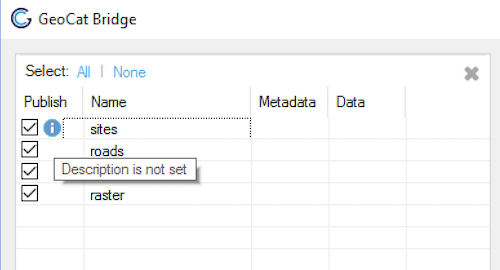 GeoCat Bridge
Select: All | None
Publish Name Metadata Data
sites
roads
Description is not set
raster